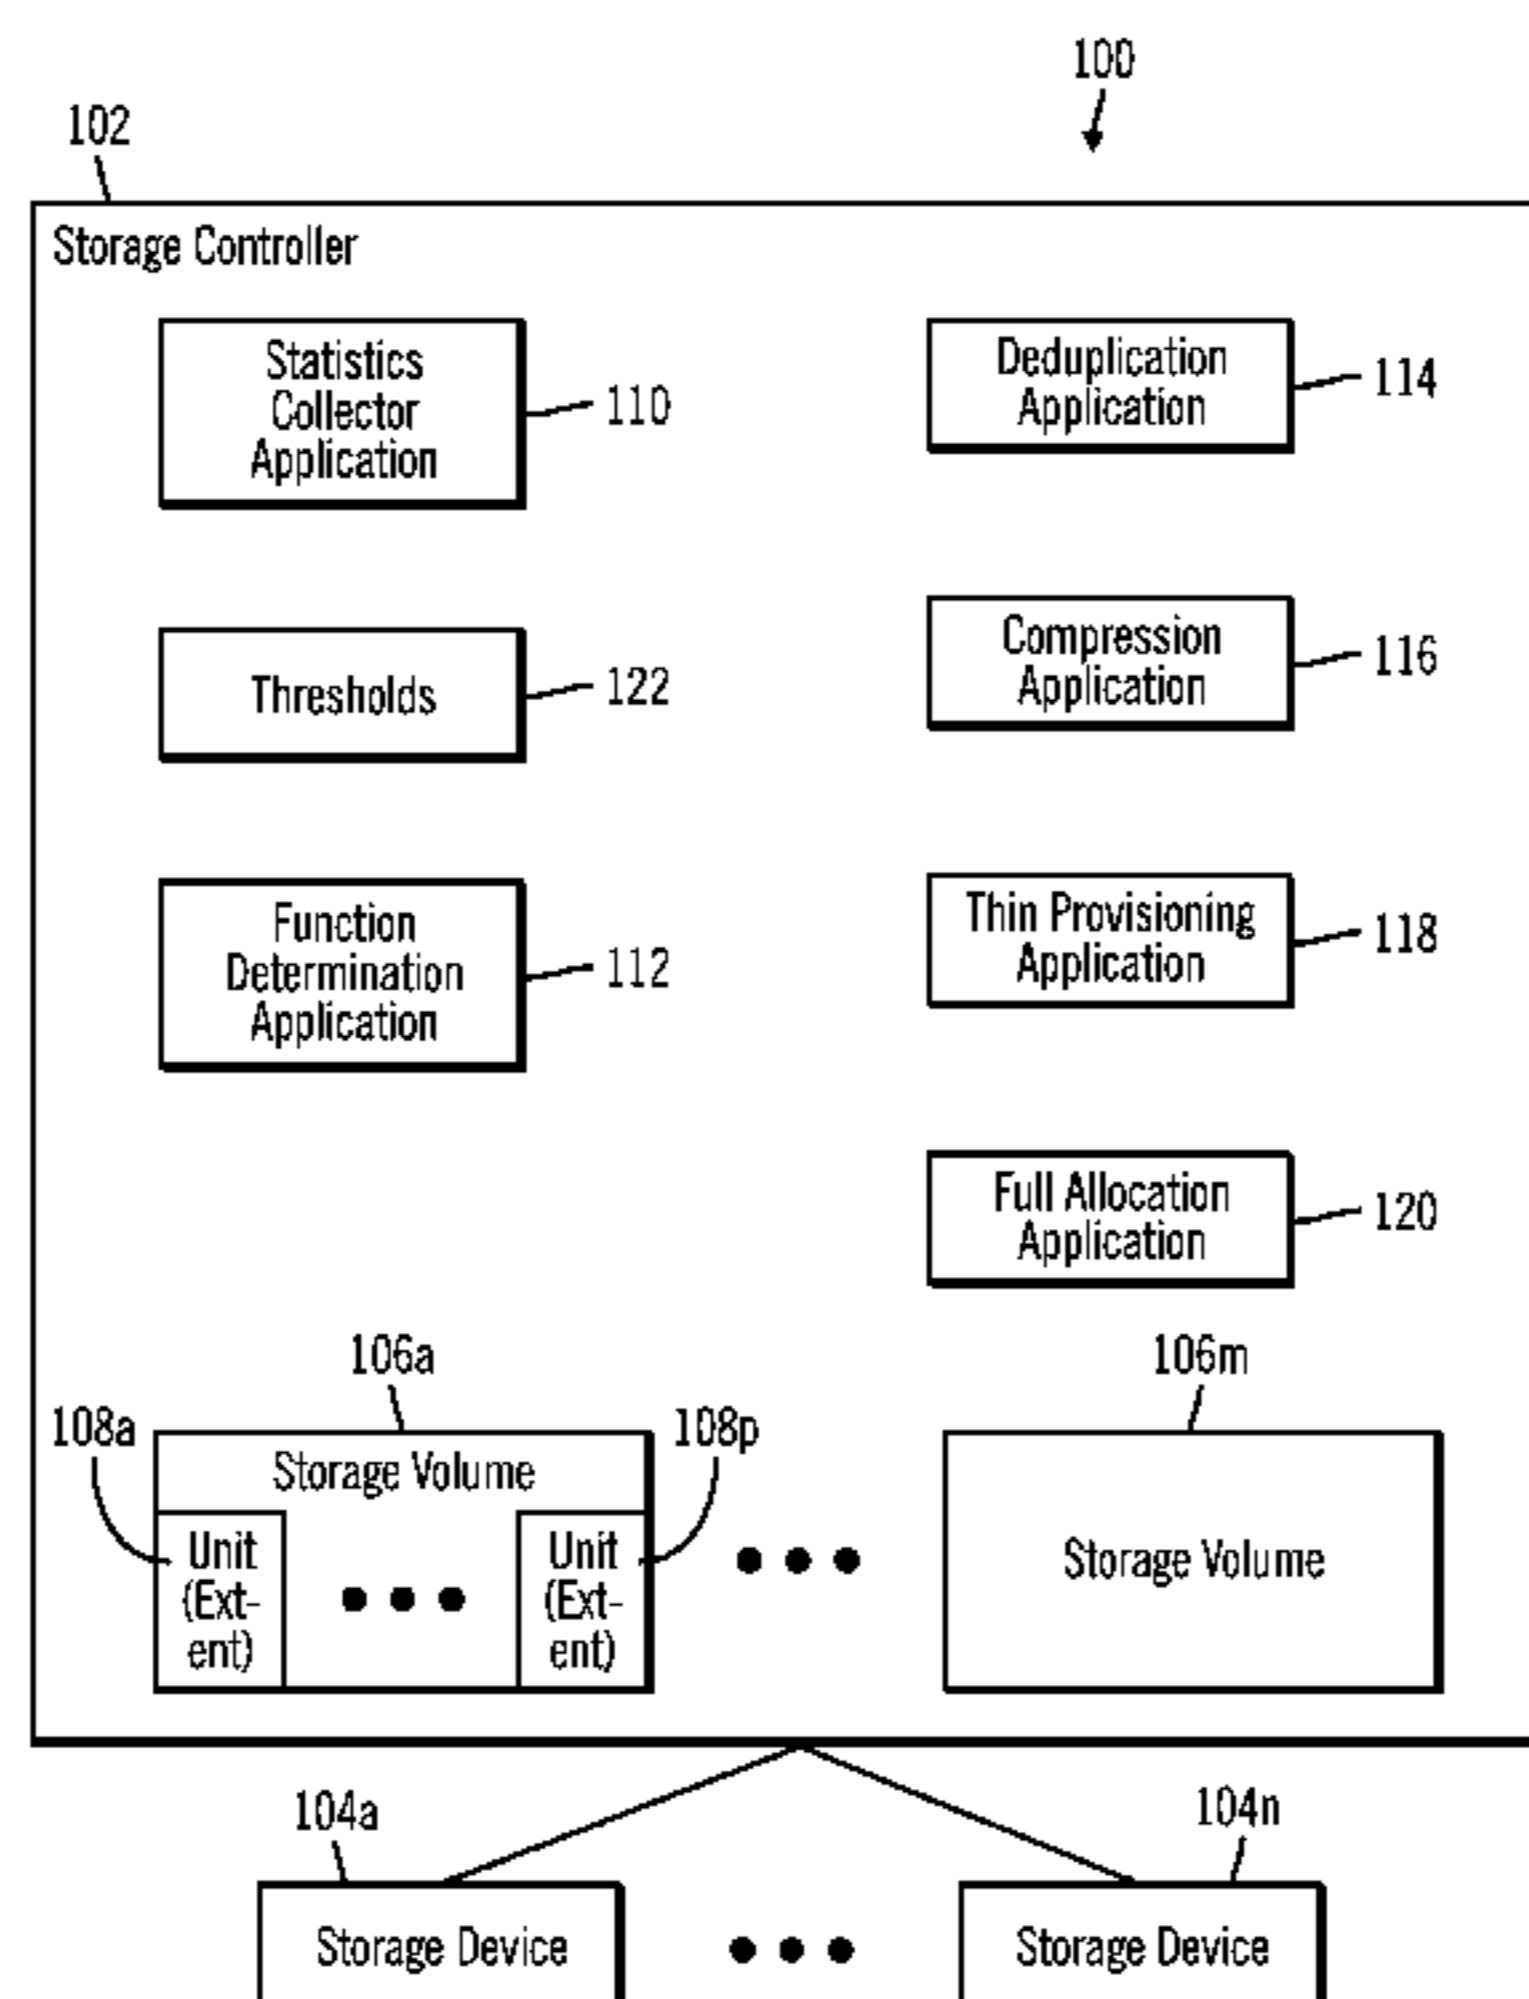 100
102
Storage Controller
Statistics
Collector
Application
110
Deduplication
Application
114
Thresholds
122
Compression
Application
116
Function
Determination
Application
112
Thin Provisioning
Application
118
Full Allocation
Application
120
106a
106m
108a
108p
Storage Volume
Unit
(Ext-
ent)
Unit
(Ext-
ent)
Storage Volume
104a
104n
Storage Device
Storage Device